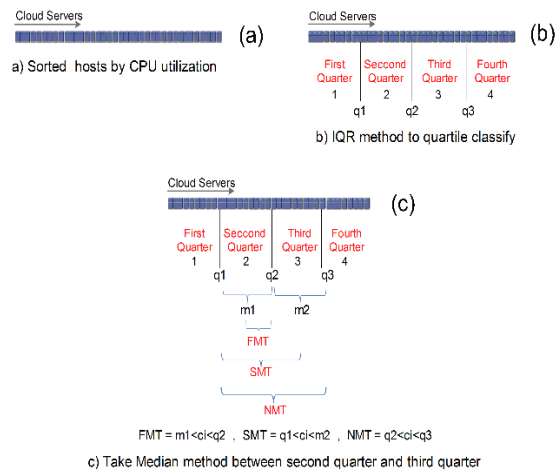 Cloud Servers
(a)
a) Sorted hosts by CPU utilization
Cloud Servers
(b)
First Seccond Third Fourth
Quarter Quarter Quarter Quarter
1 2 3 4
q1 q2 q3
b) IQR method to quartile classify
Cloud Servers
(c)
First Seccond Third Fourth
Quarter Quarter Quarter Quarter
1 2 3 4
q1 q2 q3
m1 m2
FMT
SMT
NMT
FMT = m1<ci<q2 , SMT = q1<ci<m2 , NMT = q2<ci<q3
c) Take Median method between second quarter and third quarter